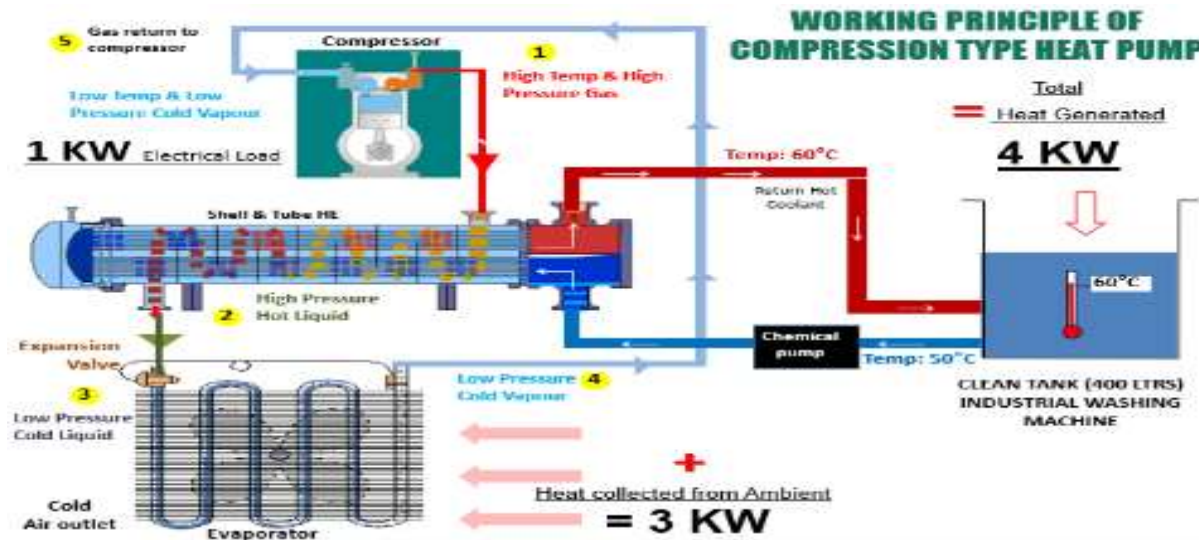 WORKING PRINCIPLE OF
COMPRESSION TYPE HEAT PUMP
5 Gas return to
compressor
Compressor
1
High Temp & High
Pressure Gas
Low Temp & Low
Pressure Cold Vapour
1 KW Electrical Load
Total
= Heat Generated
4 KW
Temp: 60°C
Return Hot
Coolant
Shell & Tube HE
60°C
2 High Pressure
Hot Liquid
Expansion
Valve
Chemical
pump
Temp: 50°C
3
Low Pressure
Cold Liquid
Low Pressure 4
Cold Vapour
CLEAN TANK (400 LTRS)
INDUSTRIAL WASHING
MACHINE
+
Heat collected from Ambient
= 3 KW
Cold
Air outlet
Evaporator